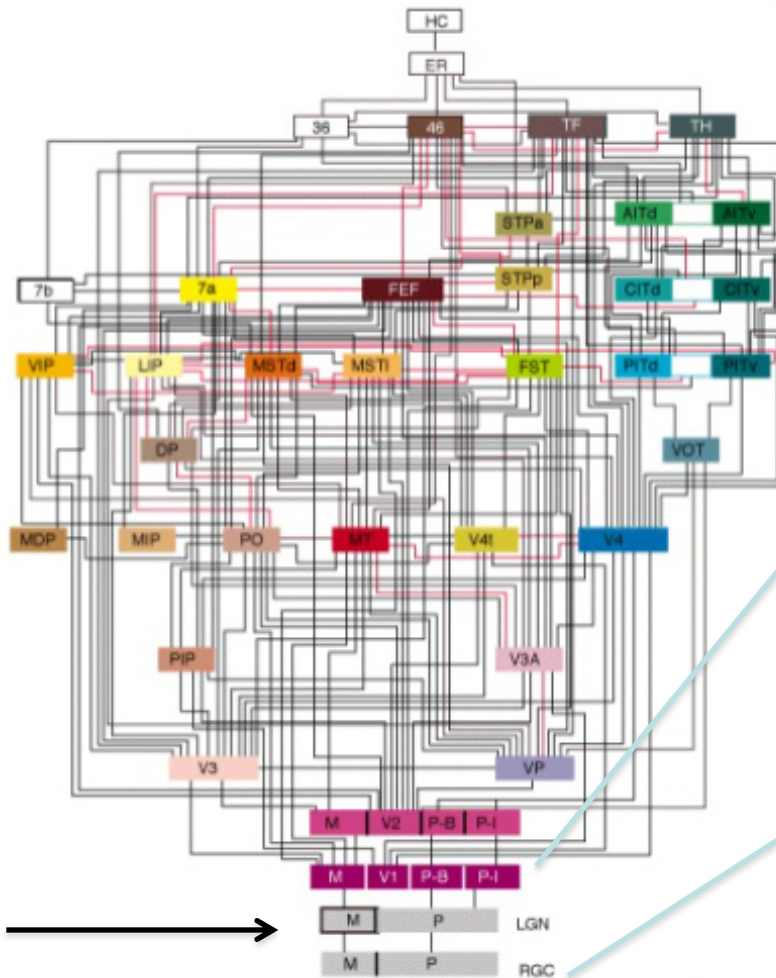 HC
ER
36 46 TF TH
STPa AITd AITv
7b 7a FEF STPp CITd CITv
VIP LIP MSTd MSTl FST PITd PITv
DP VOT
MDP MIP PO MT V4t V4
PIP V3A
V3 VP
M V2 P-B P-I
M V1 P-B P-I
M P LGN
M P RGC